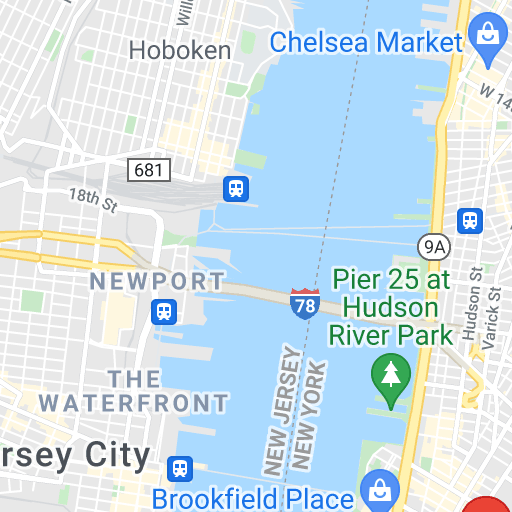 Willo
Hoboken
Chelsea Market
W 14
681
18th St
9A
NEWPORT
78
Pier 25 at
Hudson
River Park
Hudson St
Varick St
THE
WATERFRONT
NEW JERSEY
NEW YORK
rsey City
Brookfield Place